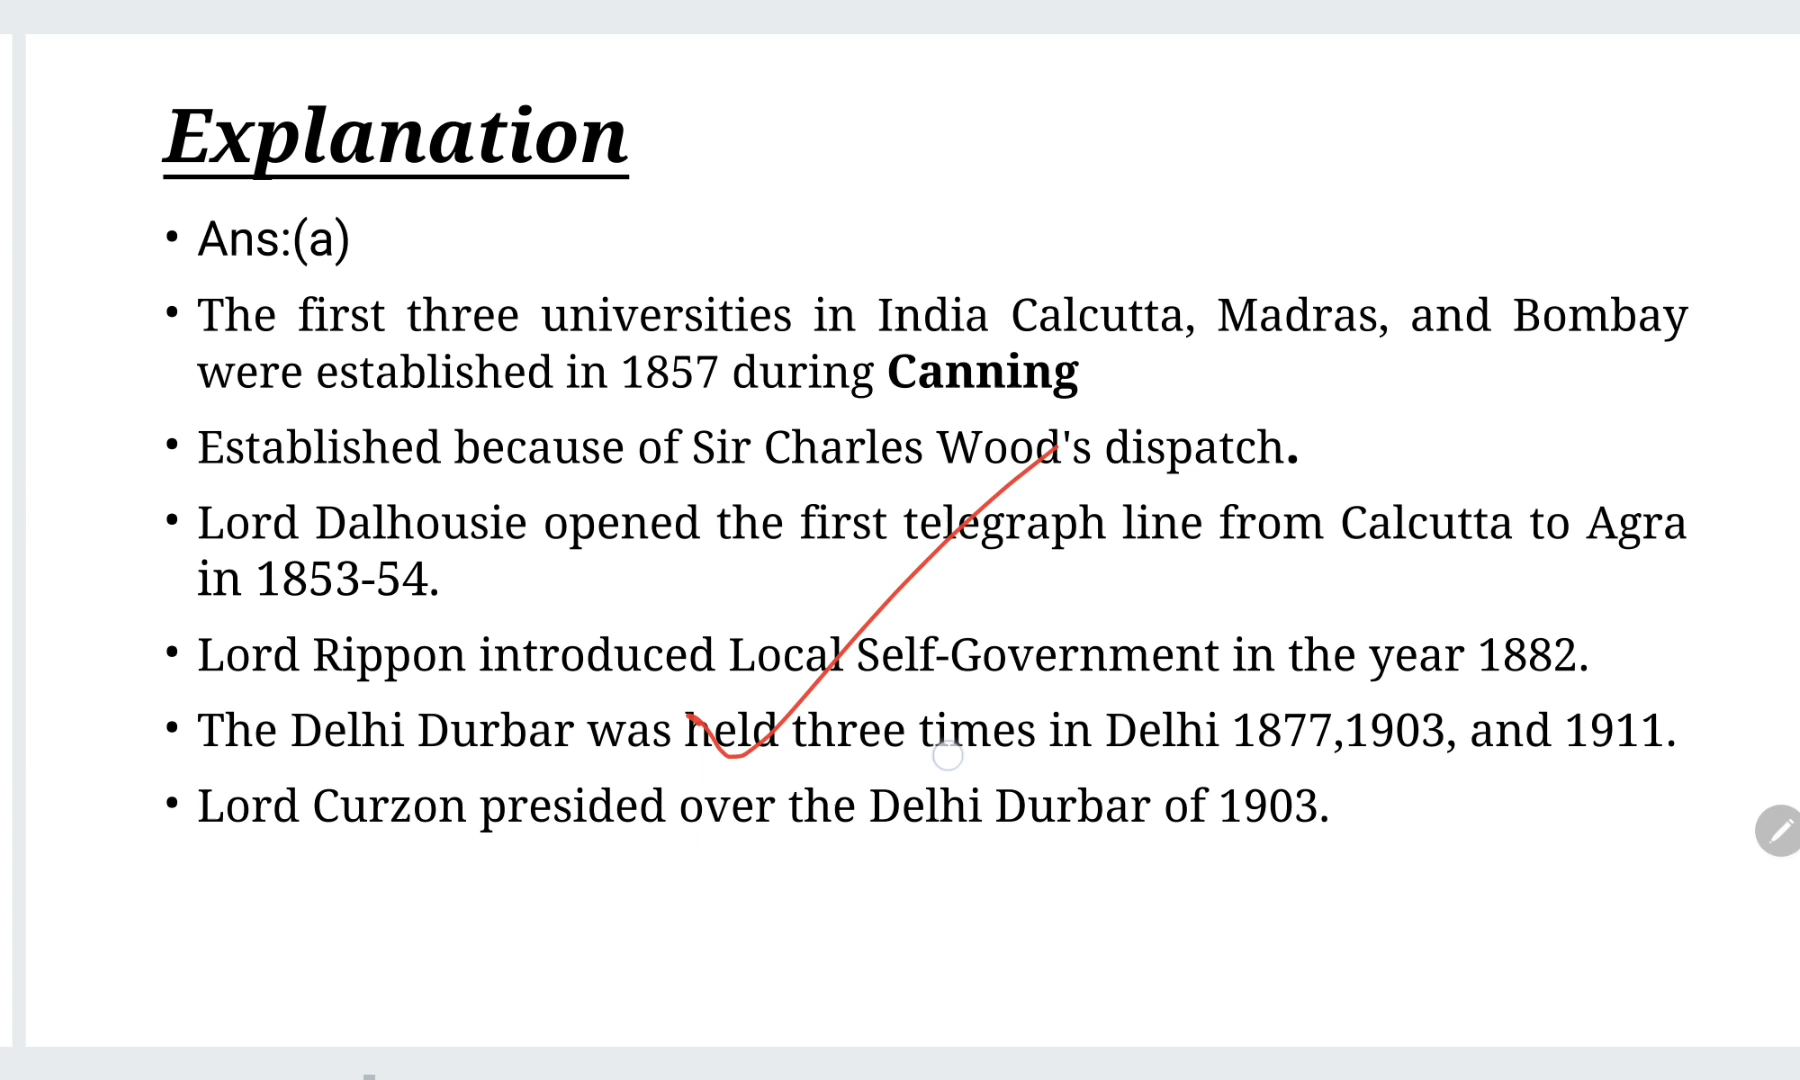 Explanation
• Ans:(a)
• The first three universities in India Calcutta, Madras, and Bombay
were established in 1857 during Canning
• Established because of Sir Charles Wood's dispatch.
• Lord Dalhousie opened the first telegraph line from Calcutta to Agra
in 1853-54.
• Lord Rippon introduced Local Self-Government in the year 1882.
• The Delhi Durbar was held three times in Delhi 1877,1903, and 1911.
• Lord Curzon presided over the Delhi Durbar of 1903.